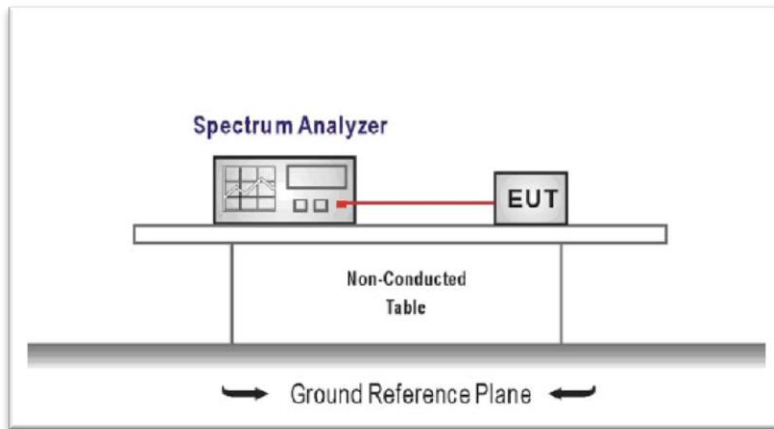 Spectrum Analyzer
EUT
Non-Conducted
Table
Ground Reference Plane